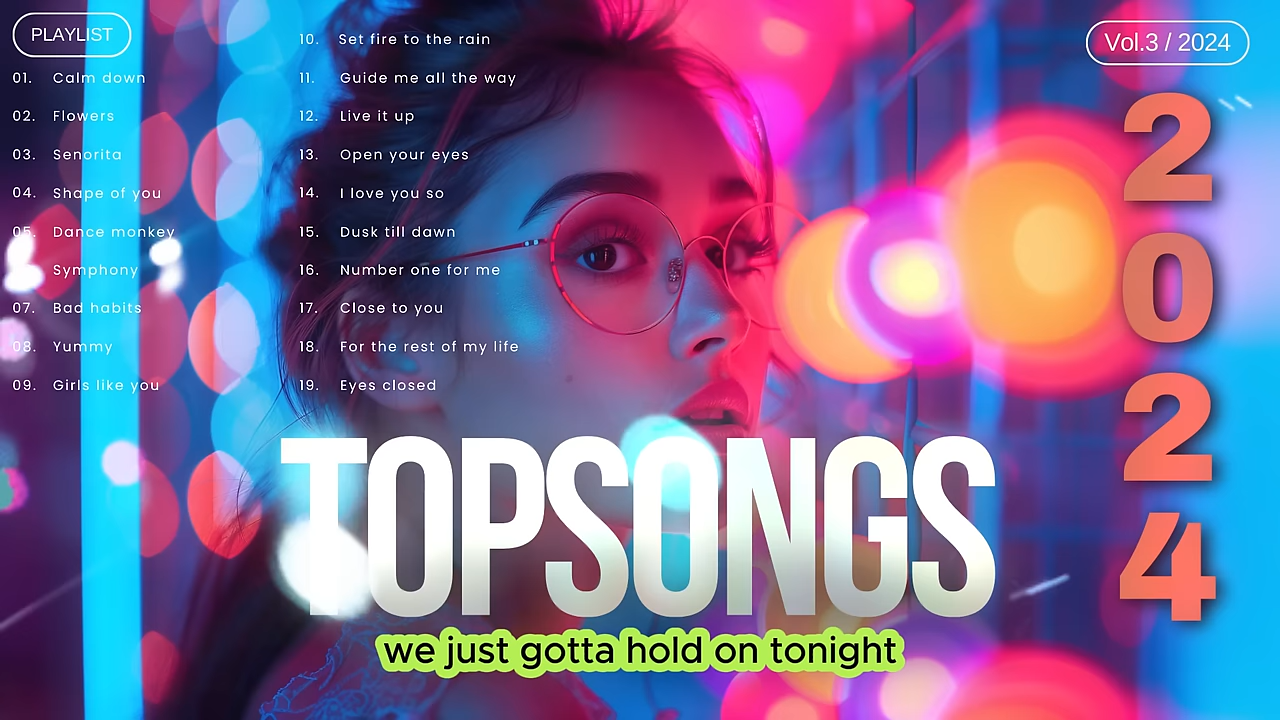 PLAYLIST
01. Calm down
02. Flowers
03. Senorita
04. Shape of you
05. Dance monkey
Symphony
07. Bad habits
08. Yummy
09. Girls like you
10. Set fire to the rain
11. Guide me all the way
12. Live it up
13. Open your eyes
14. I love you so
15. Dusk till dawn
16. Number one for me
17. Close to you
18. For the rest of my life
19. Eyes closed
Vol.3 / 2024
2024
TOPSONGS
we just gotta hold on tonight